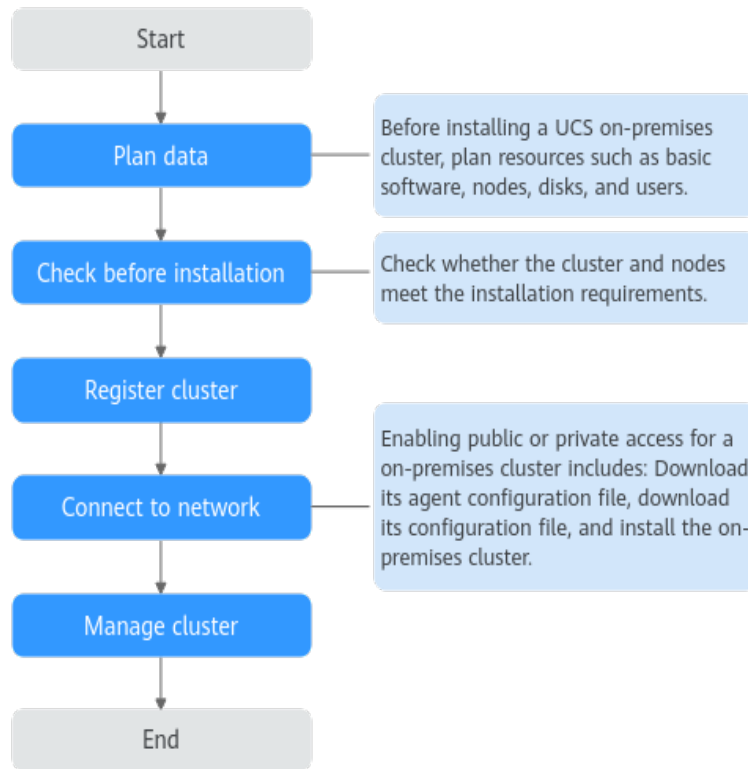 Start
Plan data
Before installing a UCS on-premises
cluster, plan resources such as basic
software, nodes, disks, and users.
Check before installation
Check whether the cluster and nodes
meet the installation requirements.
Register cluster
Connect to network
Enabling public or private access for a
on-premises cluster includes: Download
its agent configuration file, download
its configuration file, and install the on-
premises cluster.
Manage cluster
End